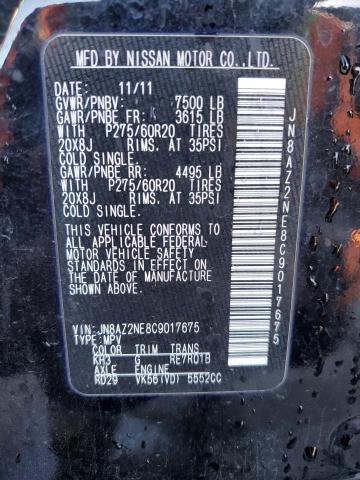 MFD BY NISSAN MOTOR CO.,LTD.
DATE: 11/11
GVWR/PNBV: 7500 LB
GAWR/PNBE FR: 3615 LB
WITH P275/60R20 TIRES
20X8J RIMS, AT 35PSI
COLD SINGLE.
GAWR/PNBE RR: 4495 LB
WITH P275/60R20 TIRES
20X8J RIMS, AT 35PSI
COLD SINGLE.
THIS VEHICLE CONFORMS TO
ALL APPLICABLE FEDERAL
MOTOR VEHICLE SAFETY
STANDARDS IN EFFECT ON THE
DATE OF MANUFACTURE
SHOWN ABOVE.
VIN: JN8AZ2NE8C9017675
TYPE: MPV
COLOR TRIM TRANS
KH3 G RE7R01B
AXLE ENGINE
RD29 VK56(VD) 5552CC
JN8AZ2NE8C9017675